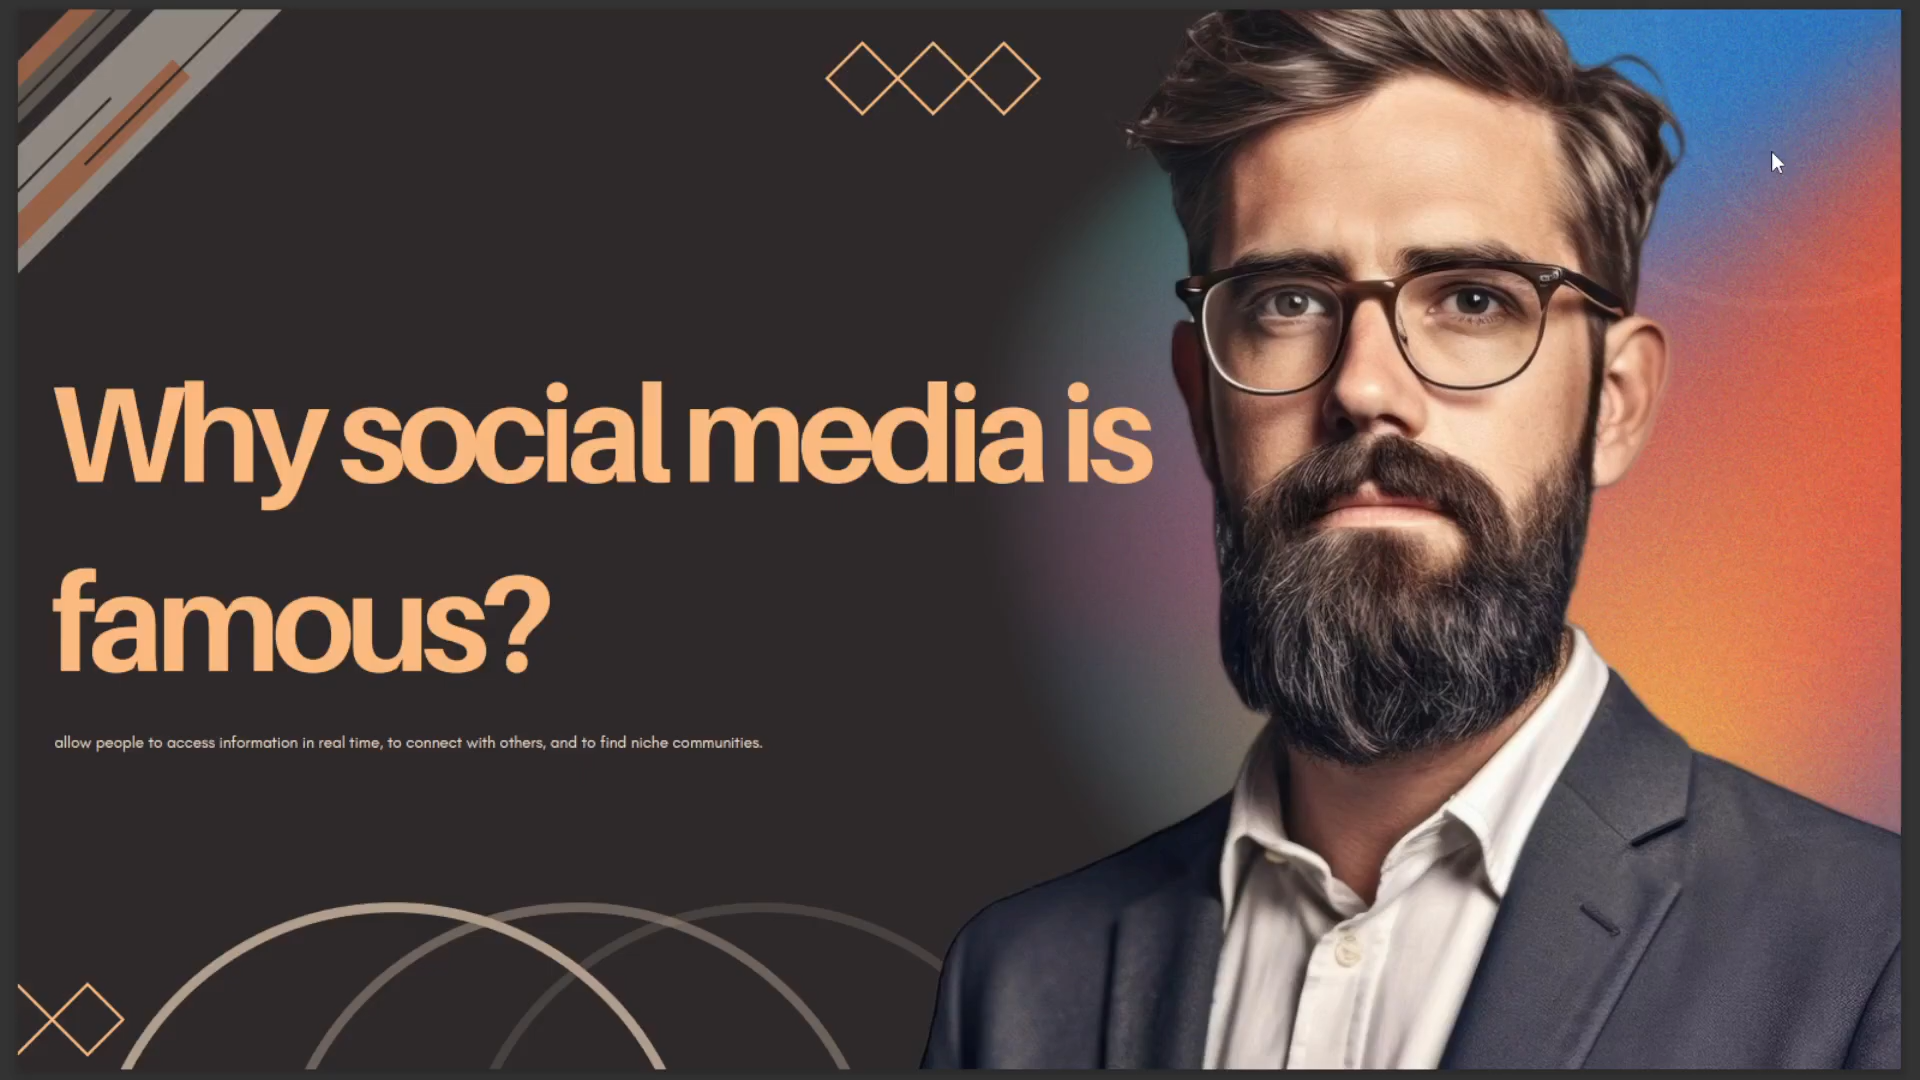 Why social media is
famous?
allow people to access information in real time, to connect with others, and to find niche communities.